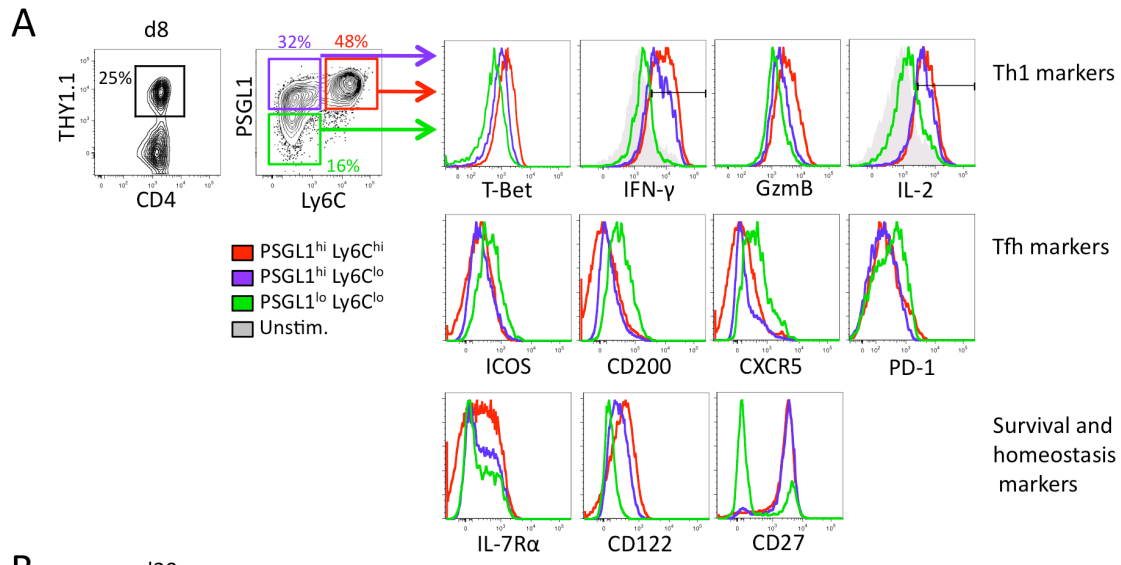 A
d8
25%
THY1.1
CD4
32%
48%
PSGL1
16%
Ly6C
T-Bet
IFN-γ
GzmB
IL-2
Th1 markers
PSGL1hi Ly6Chi
PSGL1hi Ly6Clo
PSGL1lo Ly6Clo
Unstim.
ICOS
CD200
CXCR5
PD-1
Tfh markers
IL-7Rα
CD122
CD27
Survival and
homeostasis
markers